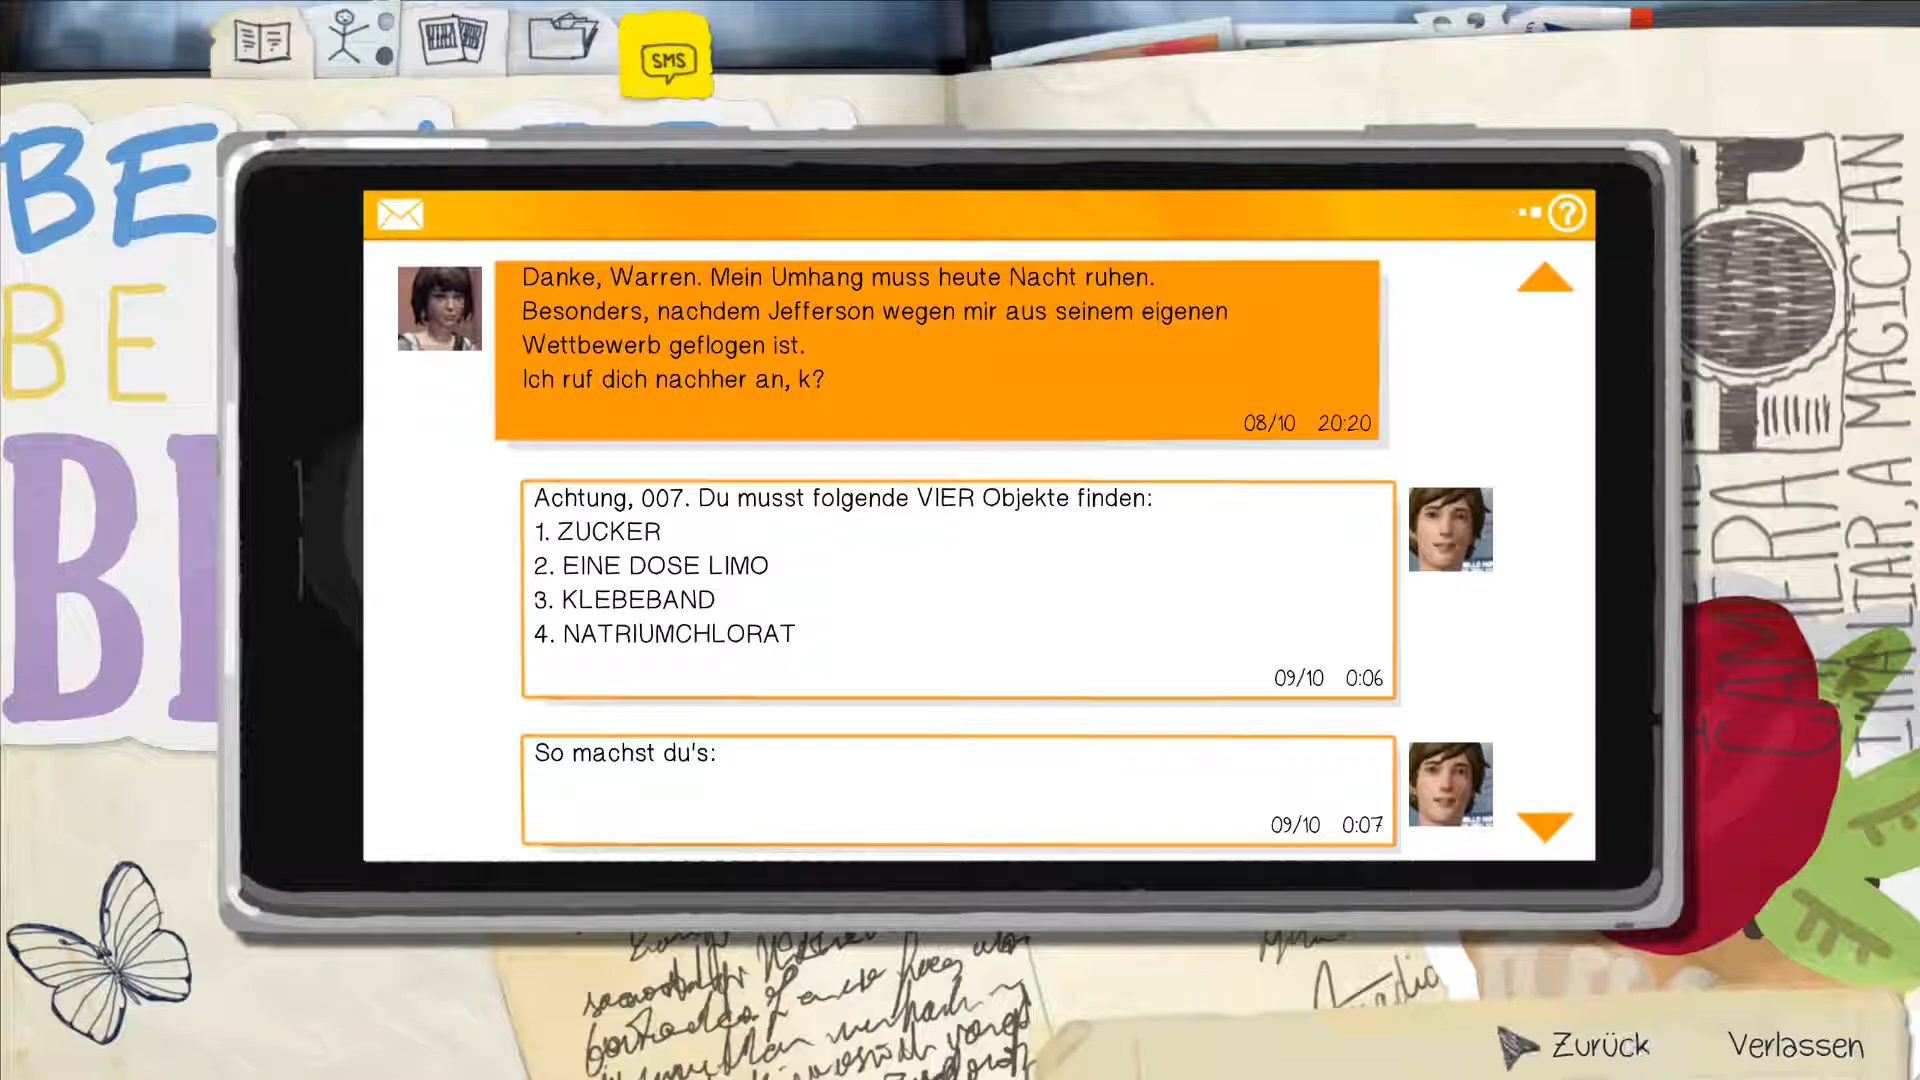 SMS
BE
BE
Danke, Warren. Mein Umhang muss heute Nacht ruhen.
Besonders, nachdem Jefferson wegen mir aus seinem eigenen
Wettbewerb geflogen ist.
Ich ruf dich nachher an, k?
08/10 20:20
Achtung, 007. Du musst folgende VIER Objekte finden:
1. ZUCKER
2. EINE DOSE LIMO
3. KLEBEBAND
4. NATRIUMCHLORAT
09/10 0:06
So machst du's:
09/10 0:07
CAMERA
LIAR, A MAGICIAN
Zurück
Verlassen